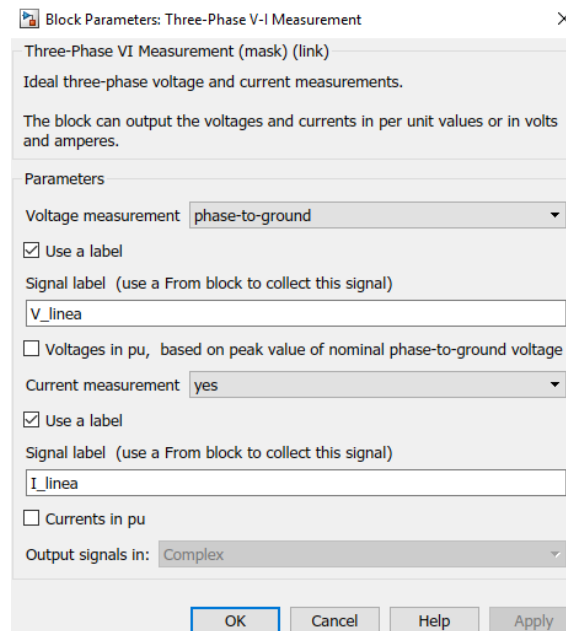 Block Parameters: Three-Phase V-I Measurement
Three-Phase VI Measurement (mask) (link)
Ideal three-phase voltage and current measurements.
The block can output the voltages and currents in per unit values or in volts
and amperes.
Parameters
Voltage measurement phase-to-ground
Use a label
Signal label (use a From block to collect this signal)
V_linea
Voltages in pu, based on peak value of nominal phase-to-ground voltage
Current measurement yes
Use a label
Signal label (use a From block to collect this signal)
I_linea
Currents in pu
Output signals in: Complex
OK Cancel Help Apply